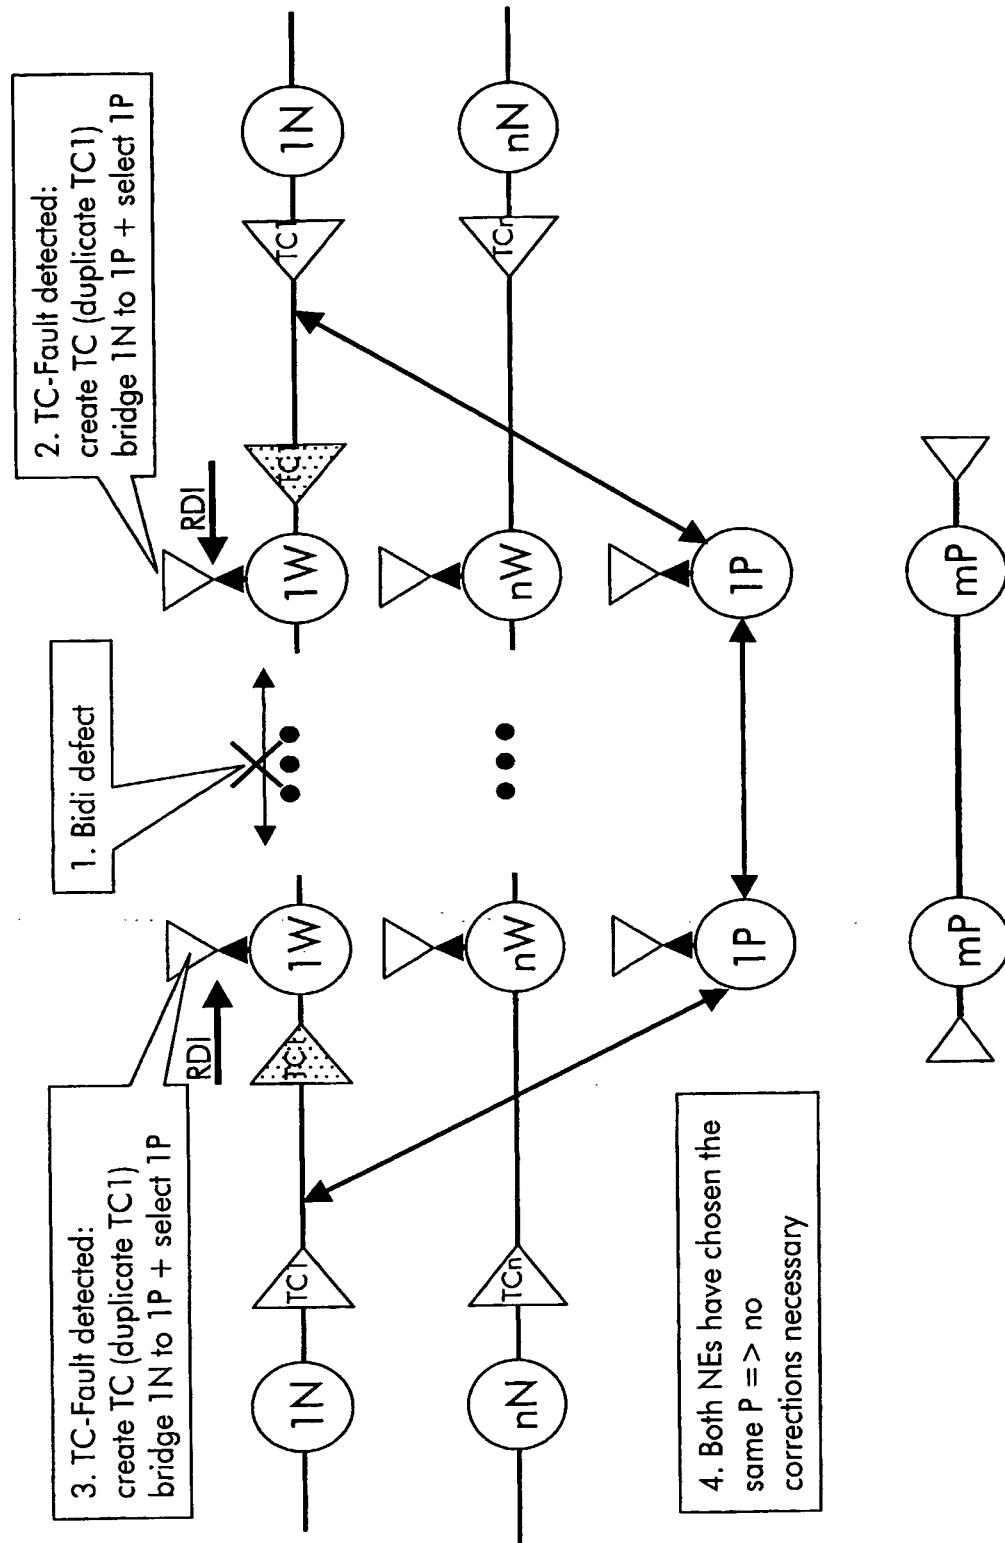 3. TC-Fault detected:
create TC (duplicate TC1)
bridge 1N to 1P + select 1P
1. Bidi defect
2. TC-Fault detected:
create TC (duplicate TC1)
bridge 1N to 1P + select 1P
RDI
RDI
1N
TC1
1W
1W
TC1
1N
nN
TCn
nW
nW
TCn
nN
4. Both NEs have chosen the
same P = > no
corrections necessary
1P
1P
mP
mP